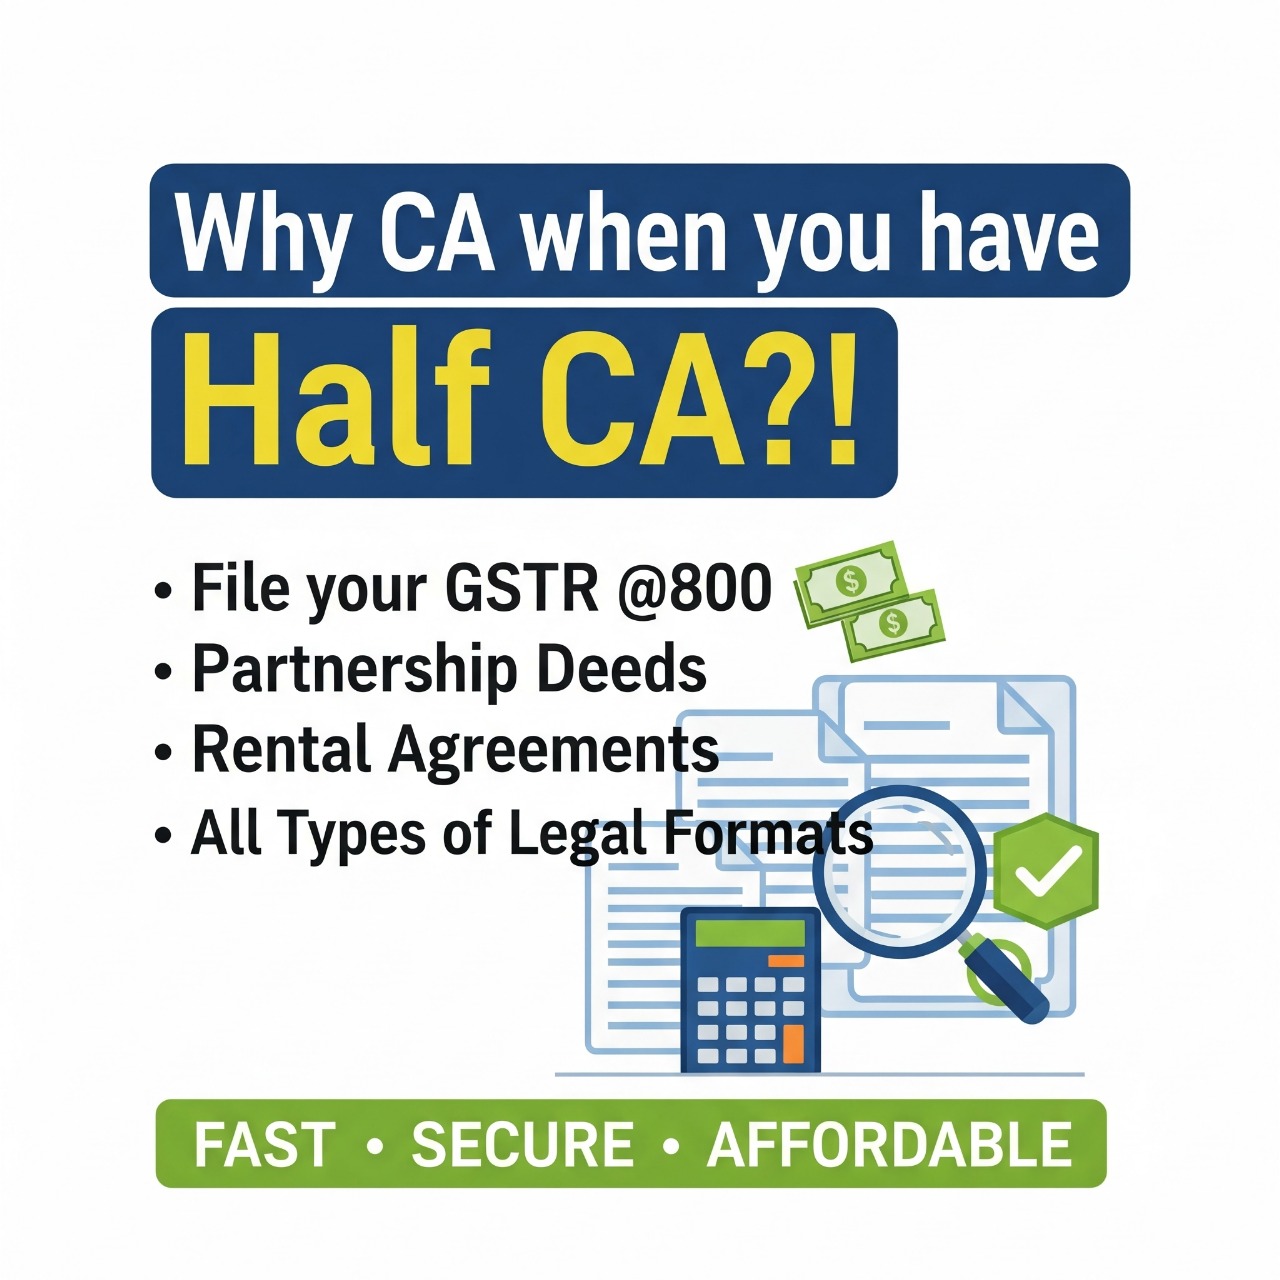 Why CA when you have
Half CA?!
• File your GSTR @800
• Partnership Deeds
• Rental Agreements
• All Types of Legal Formats
$
$
FAST • SECURE • AFFORDABLE